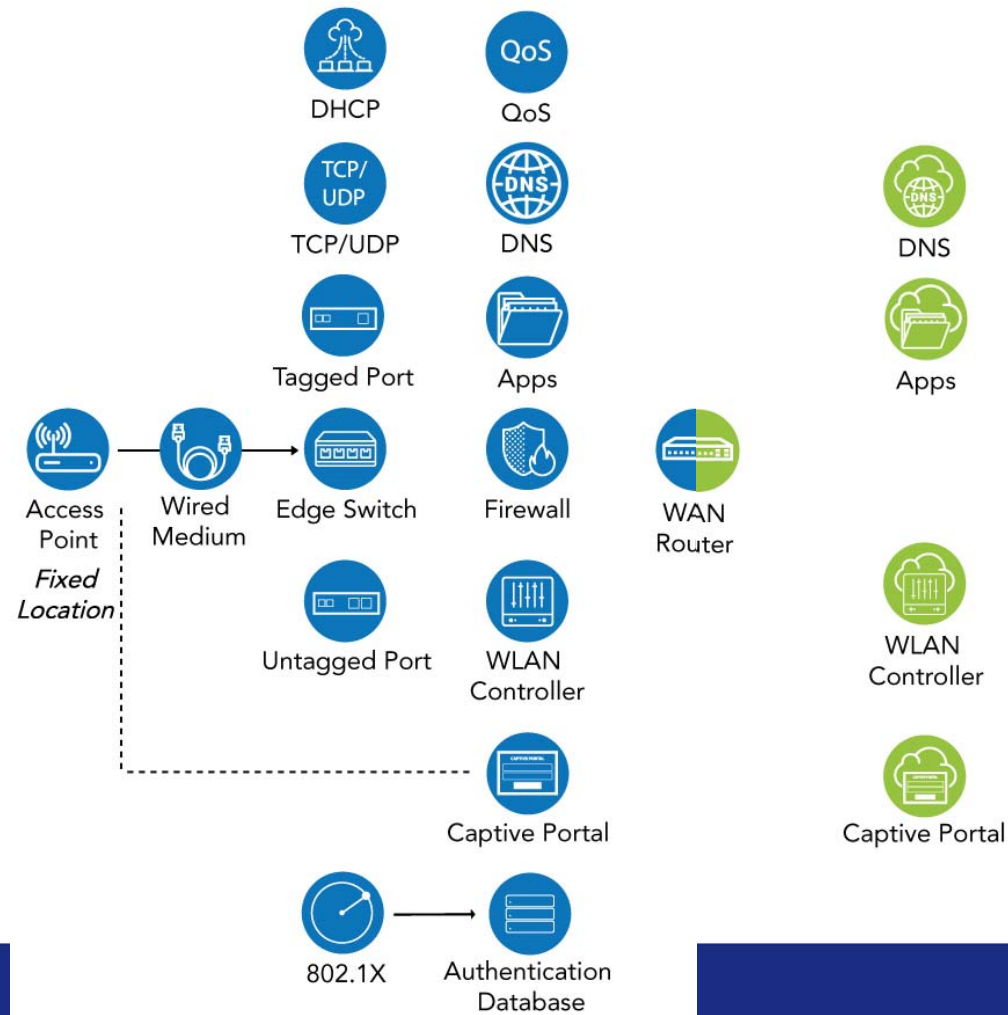 DHCP
QoS
QoS
TCP/
UDP
TCP/UDP
DNS
DNS
DNS
DNS
Tagged Port
Apps
Apps
Access
Point
Fixed
Location
Wired
Medium
Edge Switch
Firewall
WAN
Router
Untagged Port
WLAN
Controller
WLAN
Controller
CAPTIVE PORTAL
Captive Portal
Captive Portal
802.1X
Authentication
Database